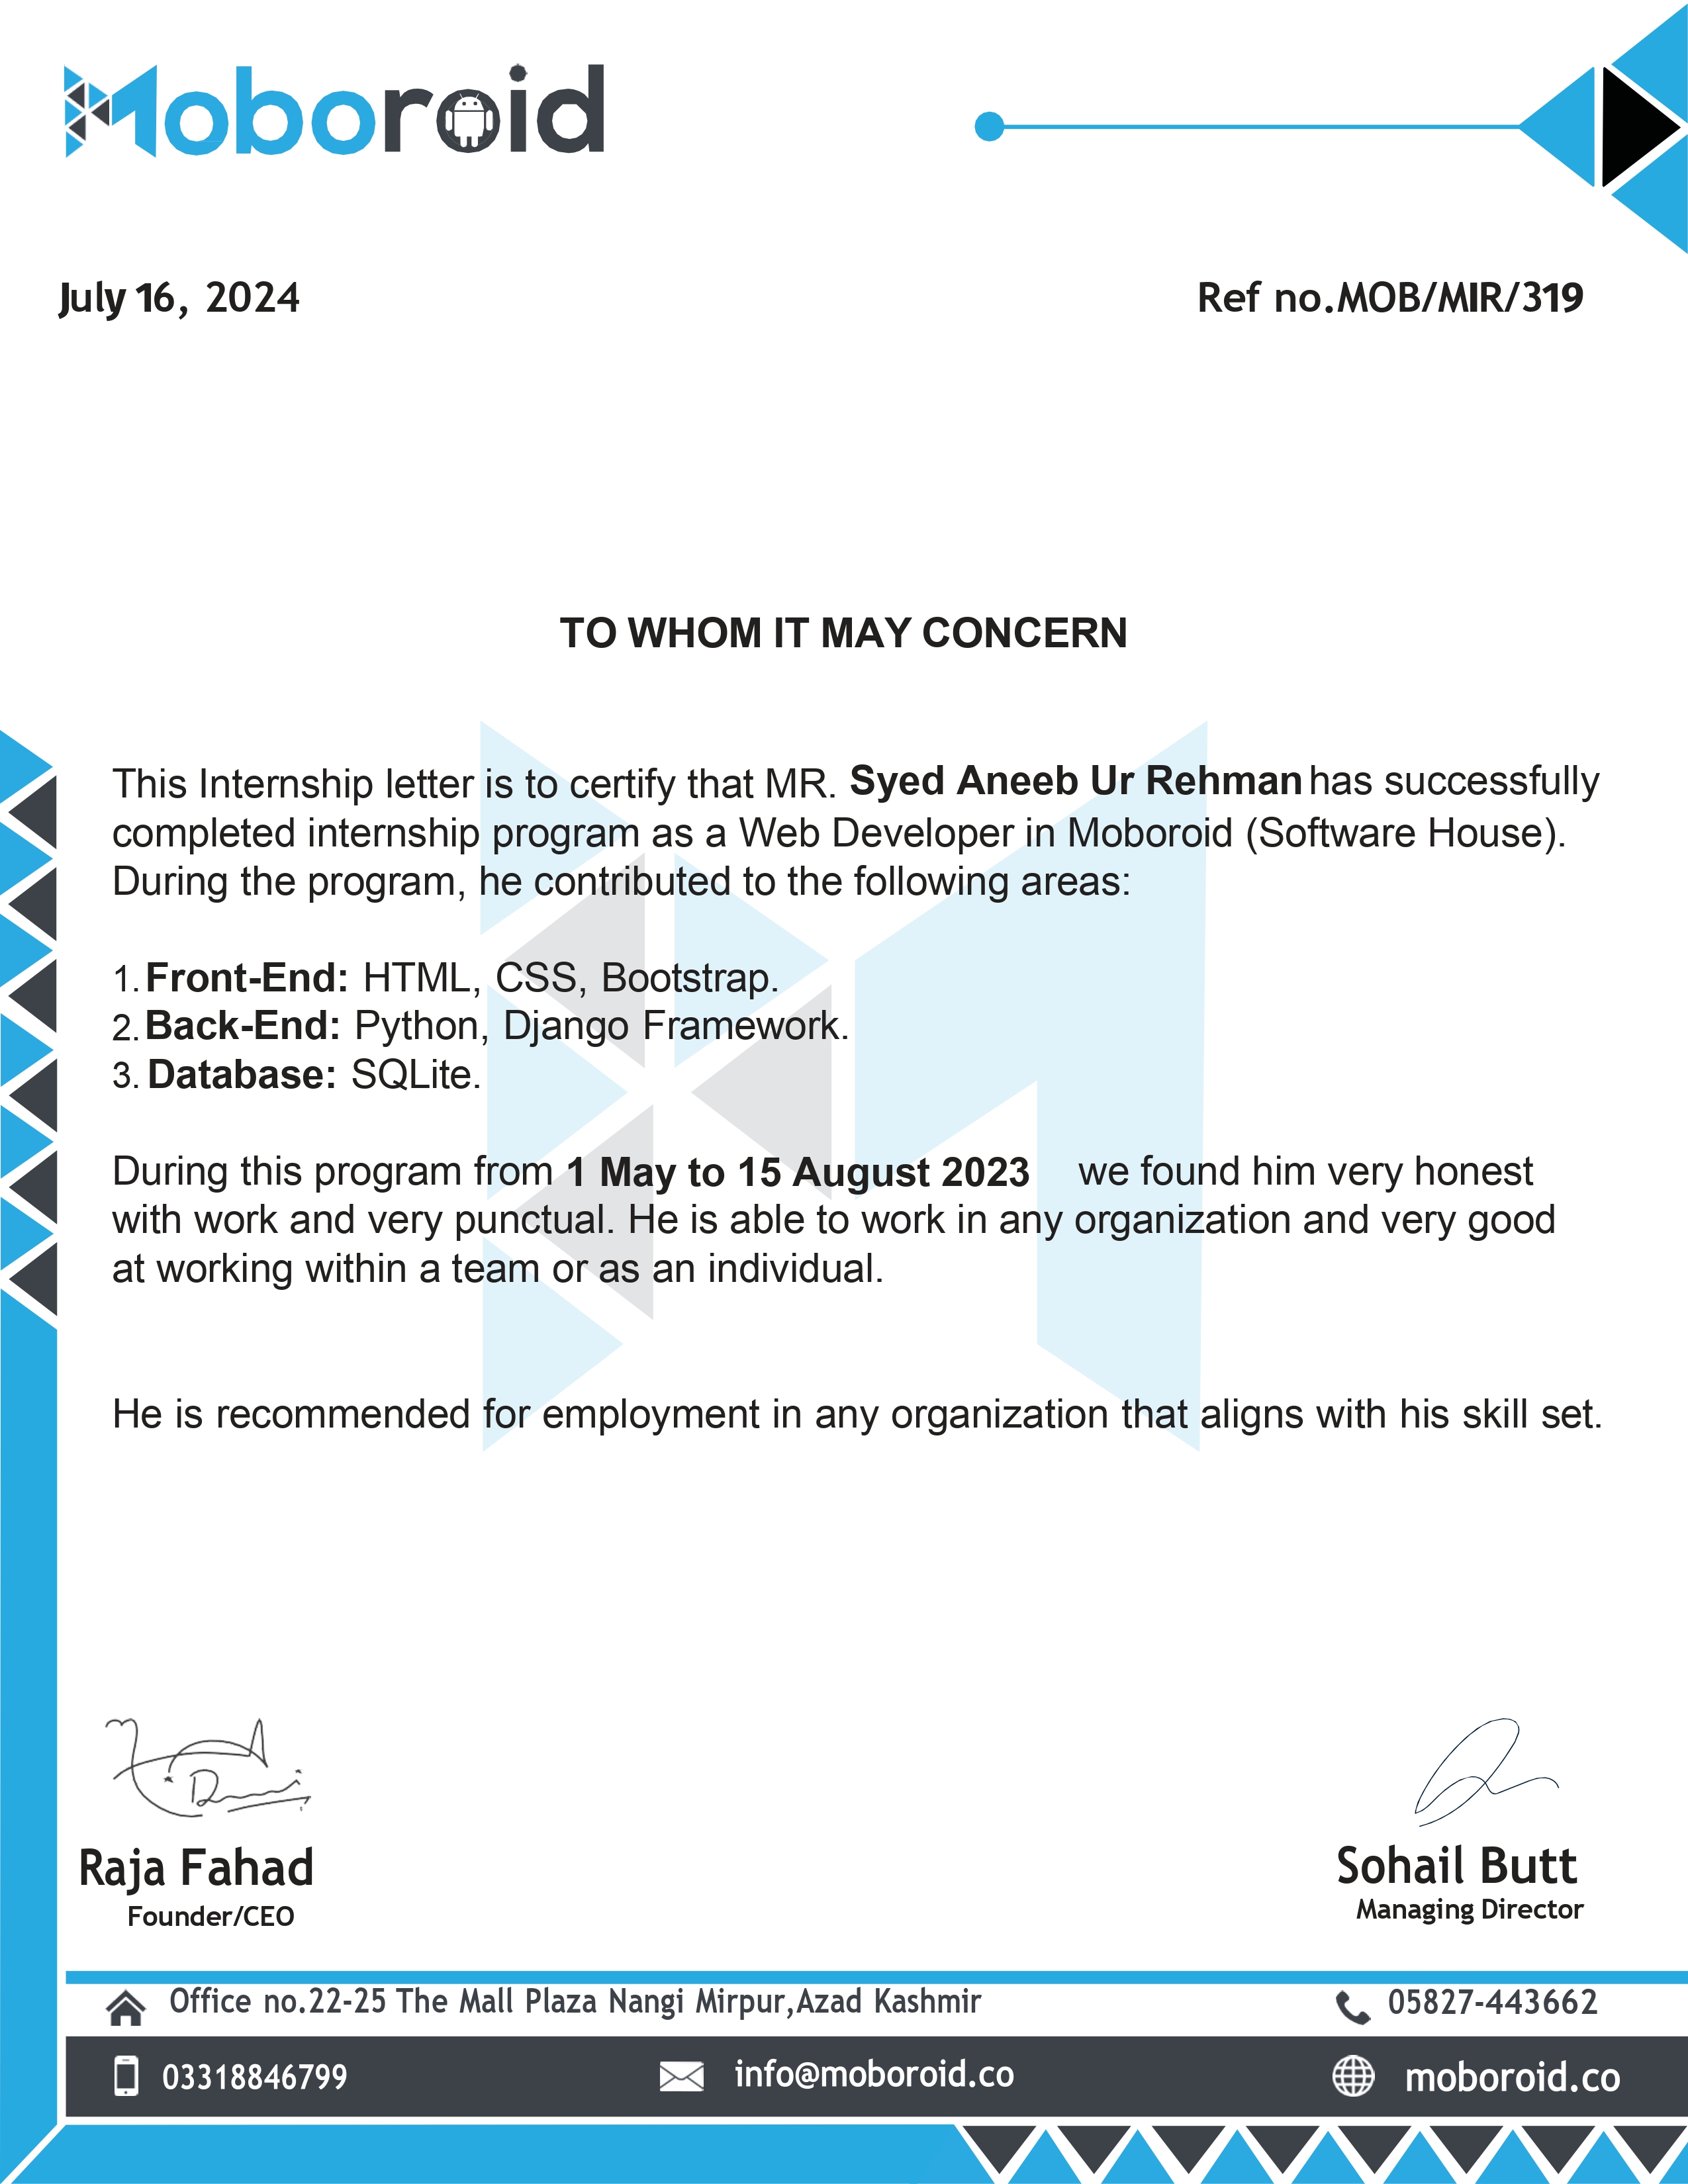 Moboroid
July 16, 2024
Ref no.MOB/MIR/319
TO WHOM IT MAY CONCERN
This Internship letter is to certify that MR. Syed Aneeb Ur Rehman has successfully
completed internship program as a Web Developer in Moboroid (Software House).
During the program, he contributed to the following areas:
1. Front-End: HTML, CSS, Bootstrap.
2. Back-End: Python, Django Framework.
3. Database: SQLite.
During this program from 1 May to 15 August 2023 we found him very honest
with work and very punctual. He is able to work in any organization and very good
at working within a team or as an individual.
He is recommended for employment in any organization that aligns with his skill set.
Raja Fahad
Founder/CEO
Sohail Butt
Managing Director
Office no.22-25 The Mall Plaza Nangi Mirpur,Azad Kashmir
05827-443662
03318846799
info@moboroid.co
moboroid.co